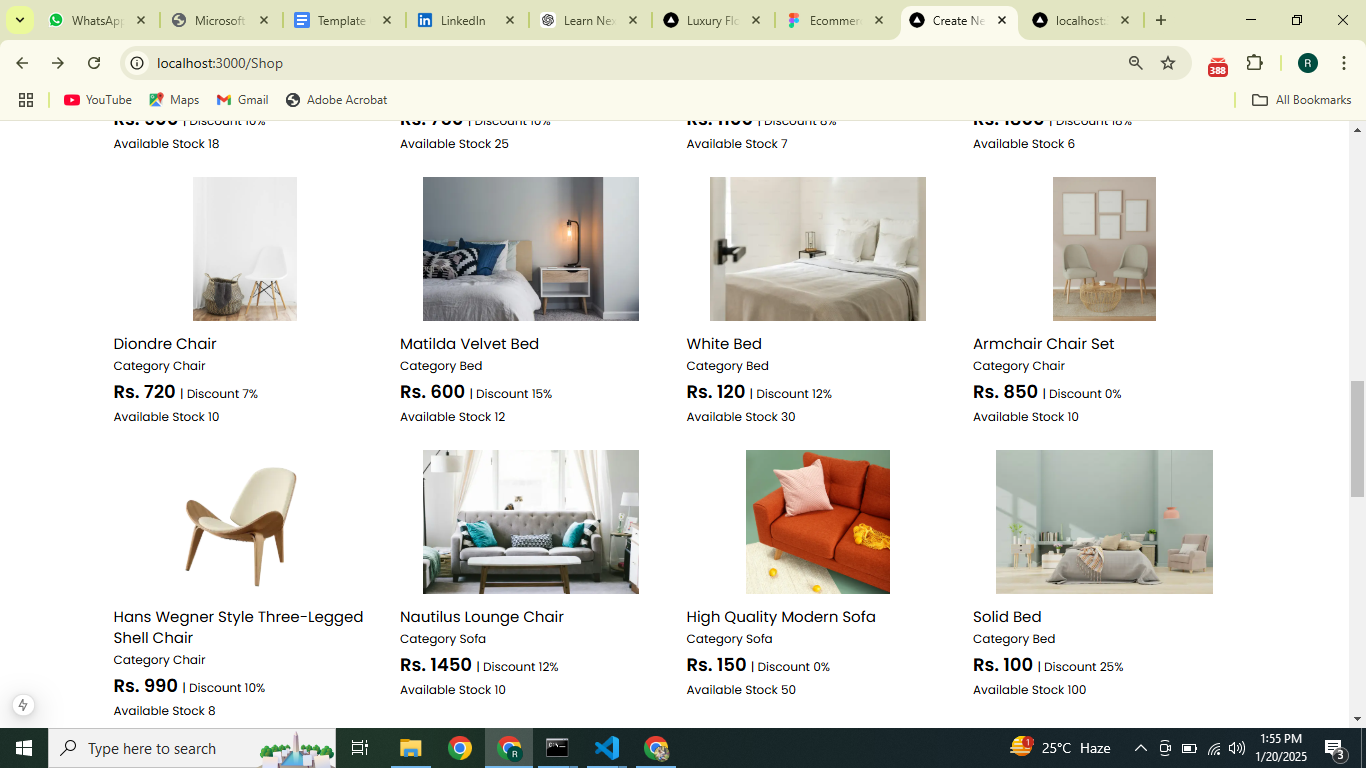 WhatsApp
Microsoft
Template
LinkedIn
Learn Nex
Luxury Flo
Ecommer
Create Ne
localhost:
localhost:3000/Shop
388
R
YouTube
Maps
Gmail
Adobe Acrobat
All Bookmarks
Rs. 500 | Discount 10%
Rs. 750 | Discount 10%
Rs. 1100 | Discount 8%
Rs. 1800 | Discount 18%
Available Stock 18
Available Stock 25
Available Stock 7
Available Stock 6
Diondre Chair
Category Chair
Rs. 720 | Discount 7%
Available Stock 10
Matilda Velvet Bed
Category Bed
Rs. 600 | Discount 15%
Available Stock 12
White Bed
Category Bed
Rs. 120 | Discount 12%
Available Stock 30
Armchair Chair Set
Category Chair
Rs. 850 | Discount 0%
Available Stock 10
Hans Wegner Style Three-Legged
Shell Chair
Category Chair
Rs. 990 | Discount 10%
Available Stock 8
Nautilus Lounge Chair
Category Sofa
Rs. 1450 | Discount 12%
Available Stock 10
High Quality Modern Sofa
Category Sofa
Rs. 150 | Discount 0%
Available Stock 50
Solid Bed
Category Bed
Rs. 100 | Discount 25%
Available Stock 100
Type here to search
1
25°C Haze
1:55 PM
1/20/2025
3